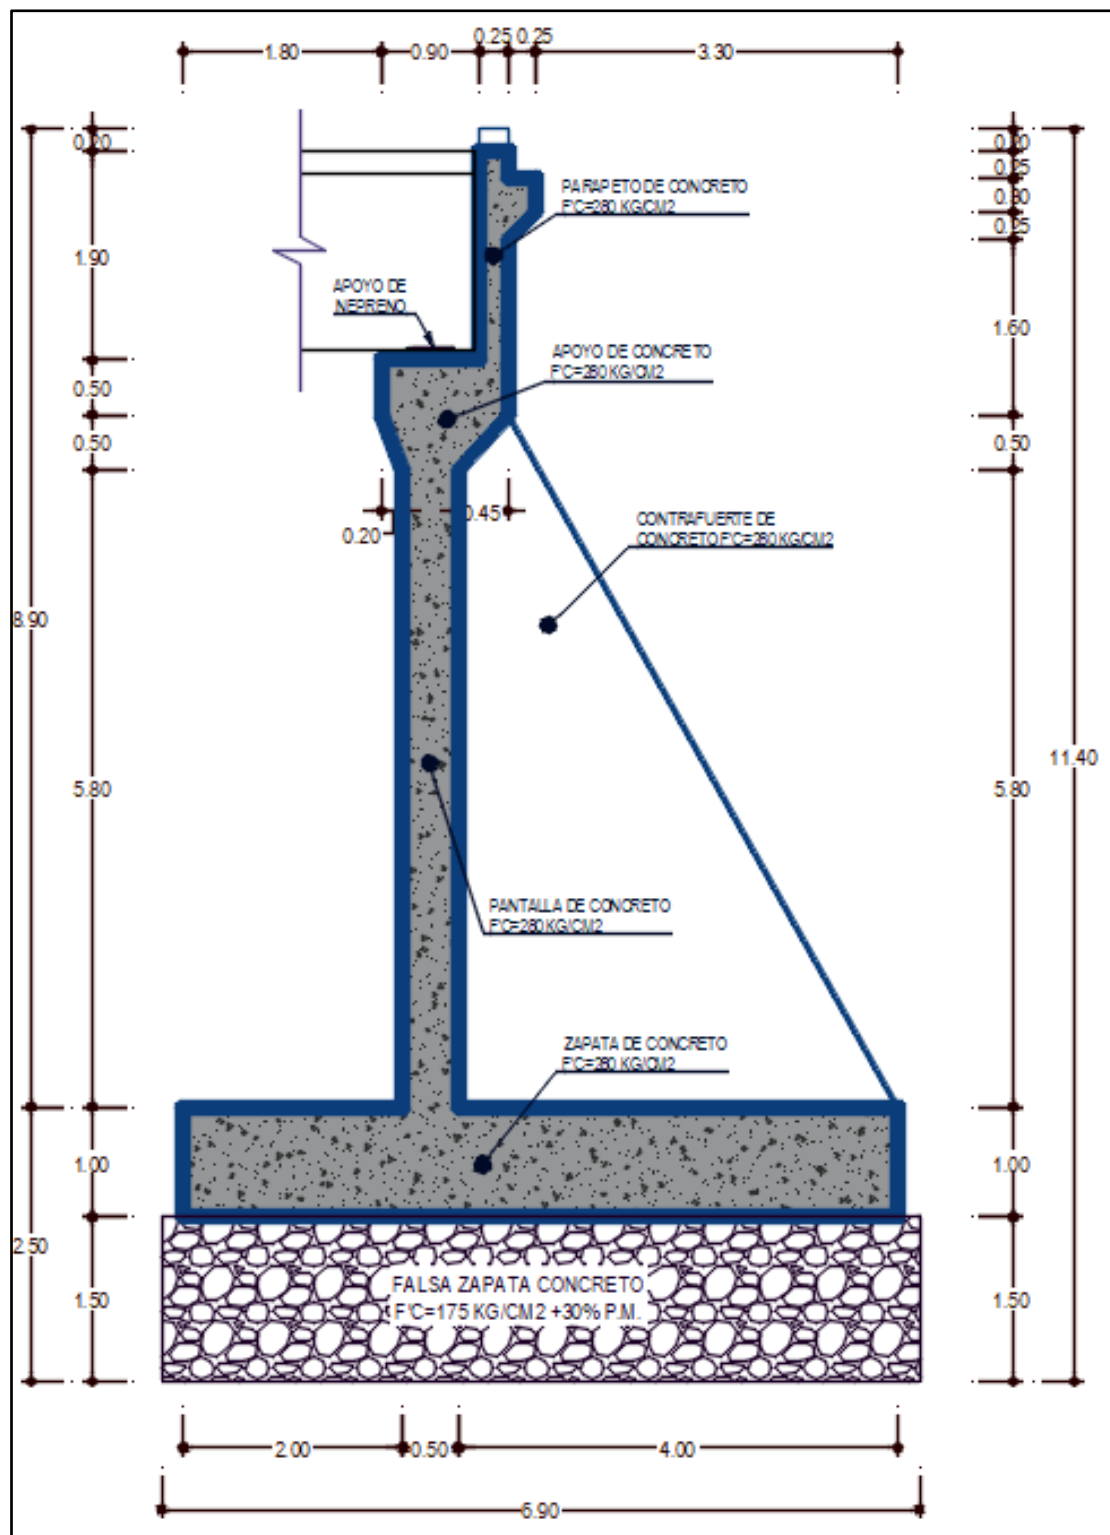 1.80 0.90 0.25 0.25 3.30
0.20
0.20
0.25
0.30
0.25
PARAPETO DE CONCRETO
F'C=280 KG/CM2
1.90
APOYO DE
NEPRENO
1.60
APOYO DE CONCRETO
F'C=280 KG/CM2
0.50
0.50
0.50
0.45
0.20
CONTRAFUERTE DE
CONCRETO F'C=280 KG/CM2
8.90
11.40
5.80
5.80
PANTALLA DE CONCRETO
F'C=280 KG/CM2
ZAPATA DE CONCRETO
F'C=280 KG/CM2
1.00
1.00
2.50
FALSA ZAPATA CONCRETO
F'C=175 KG/CM2 +30% P.M.
1.50
1.50
2.00 0.50 4.00
6.90